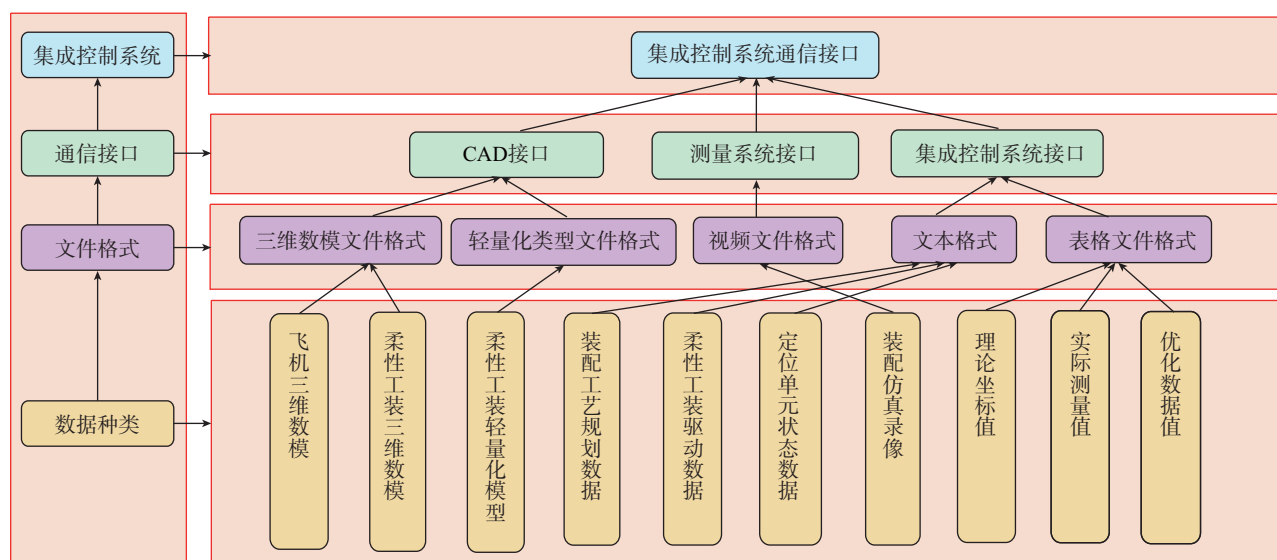 集成控制系统
集成控制系统通信接口
通信接口
CAD接口
测量系统接口
集成控制系统接口
文件格式
三维数模文件格式
轻量化类型文件格式
视频文件格式
文本格式
表格文件格式
数据种类
飞机三维数模
柔性工装三维数模
柔性工装轻量化模型
装配工艺规划数据
柔性工装驱动数据
定位单元状态数据
装配仿真录像
理论坐标值
实际测量值
优化数据值